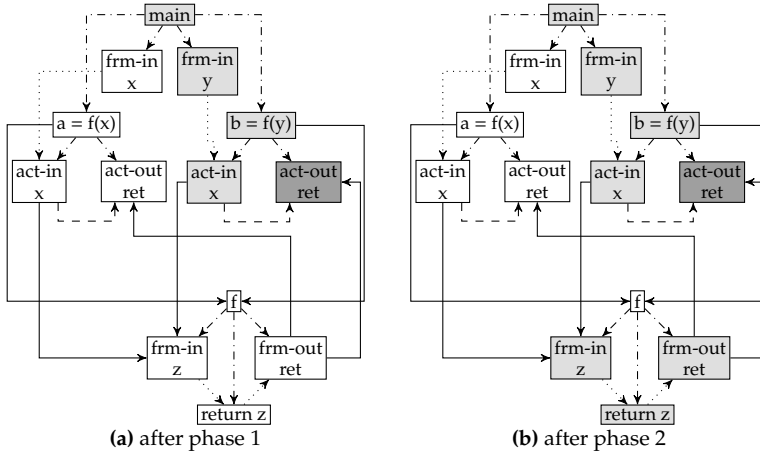 main
frm-in
x
frm-in
y
a = f(x)
b = f(y)
act-in
x
act-out
ret
act-in
x
act-out
ret
f
frm-in
z
frm-out
ret
return z
(a) after phase 1
main
frm-in
x
frm-in
y
a = f(x)
b = f(y)
act-in
x
act-out
ret
act-in
x
act-out
ret
f
frm-in
z
frm-out
ret
return z
(b) after phase 2